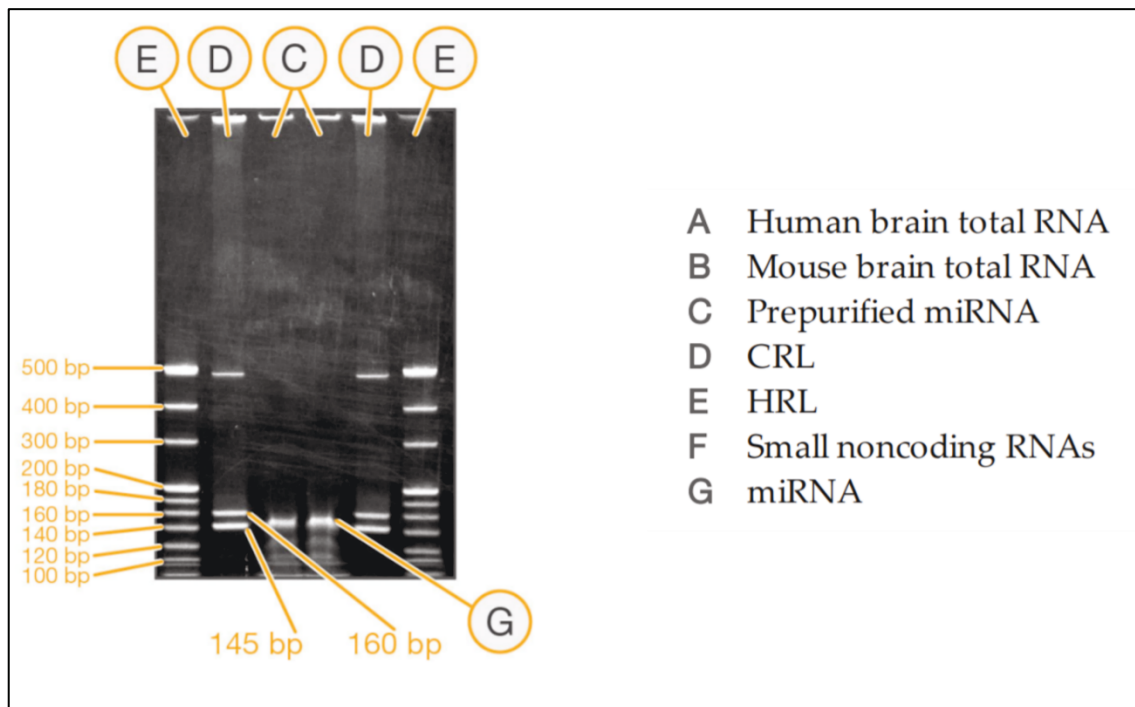 E D C D E
500 bp
400 bp
300 bp
200 bp
180 bp
160 bp
140 bp
120 bp
100 bp
145 bp 160 bp G
A Human brain total RNA
B Mouse brain total RNA
C Prepurified miRNA
D CRL
E HRL
F Small noncoding RNAs
G miRNA